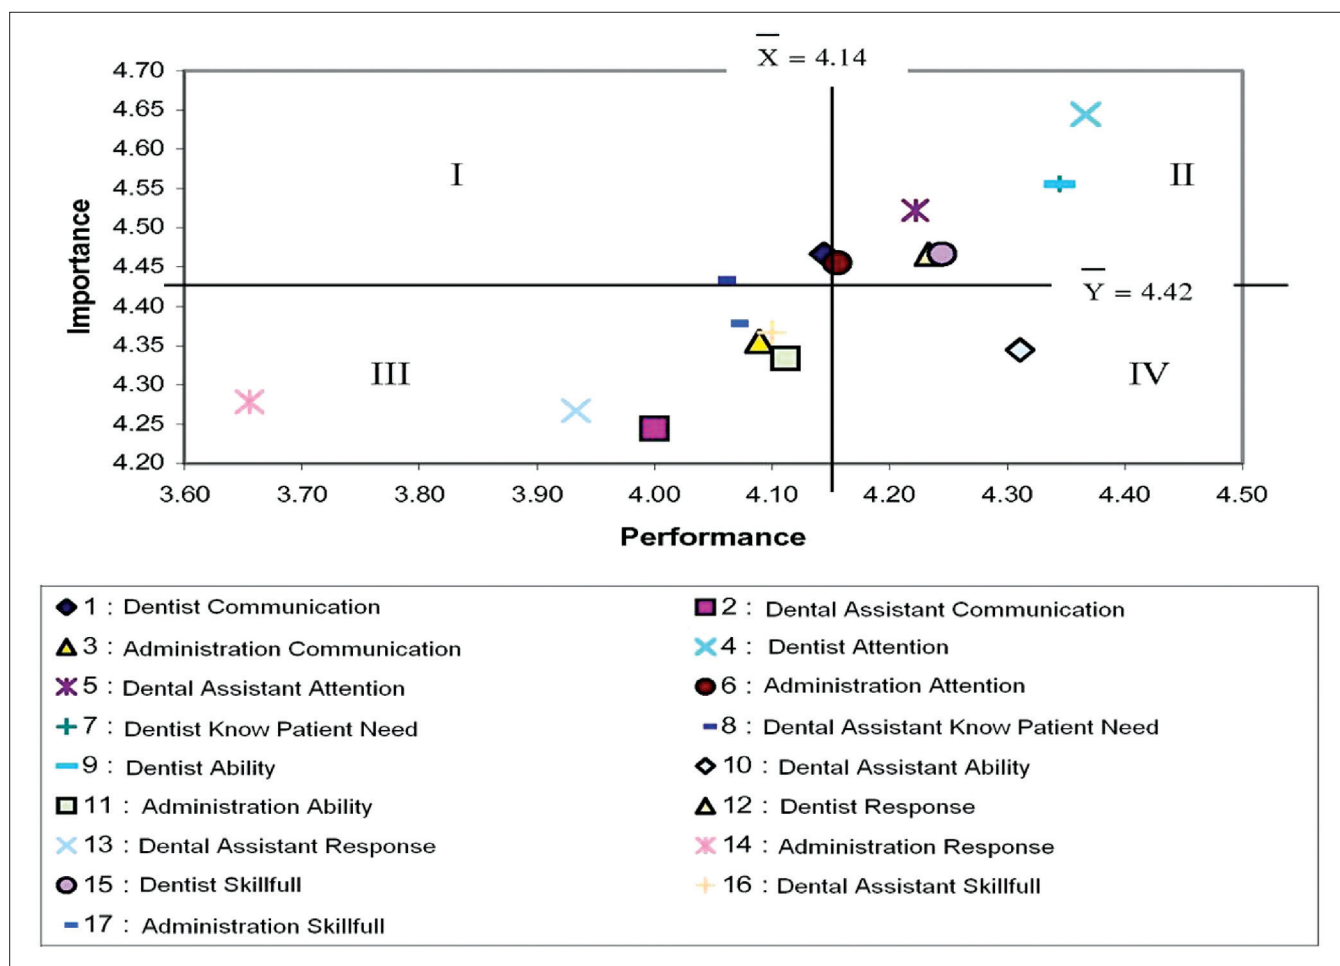 X = 4.14
4.70
4.65
4.60
4.55
4.50
4.45
4.40
4.35
4.30
4.25
4.20
Importance
I
II
III
IV
Y = 4.42
3.60 3.70 3.80 3.90 4.00 4.10 4.20 4.30 4.40 4.50
Performance
1 : Dentist Communication
2 : Dental Assistant Communication
3 : Administration Communication
4 : Dentist Attention
5 : Dental Assistant Attention
6 : Administration Attention
7 : Dentist Know Patient Need
8 : Dental Assistant Know Patient Need
9 : Dentist Ability
10 : Dental Assistant Ability
11 : Administration Ability
12 : Dentist Response
13 : Dental Assistant Response
14 : Administration Response
15 : Dentist Skillfull
16 : Dental Assistant Skillfull
17 : Administration Skillfull